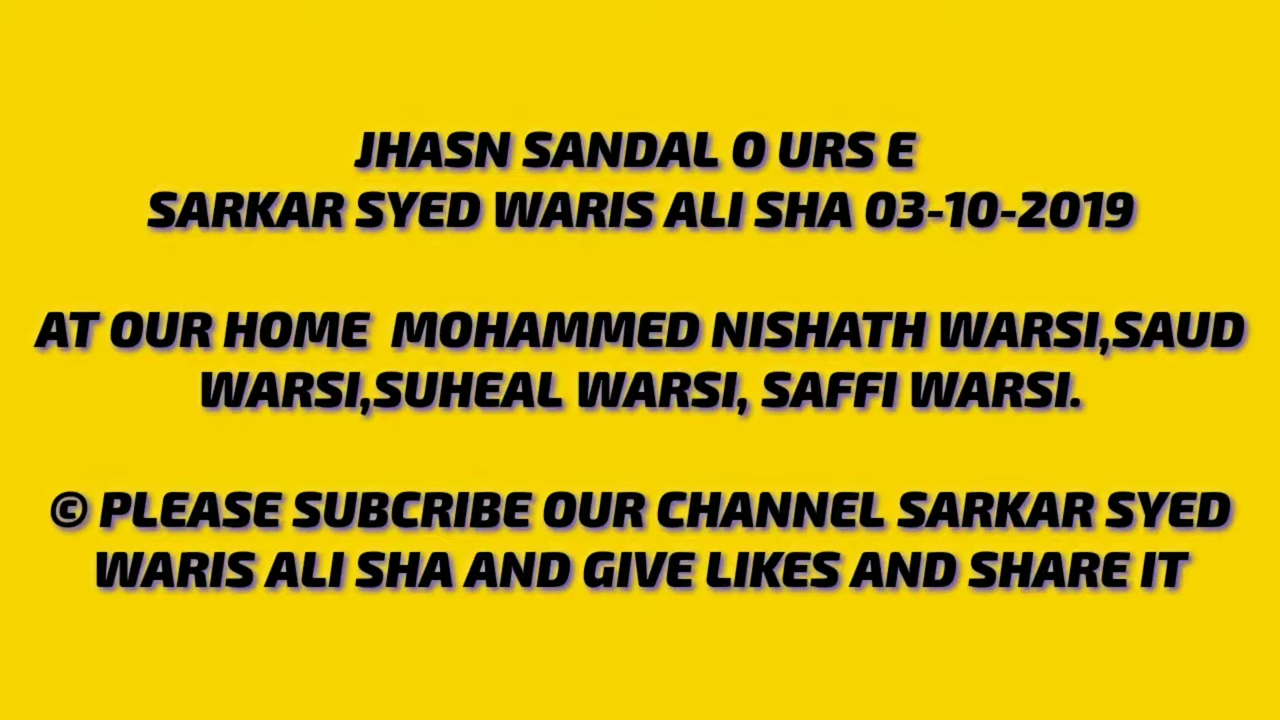 JHASN SANDAL O URS E
SARKAR SYED WARIS ALI SHA 03-10-2019
AT OUR HOME  MOHAMMED NISHATH WARSI,SAUD
WARSI,SUHEAL WARSI, SAFFI WARSI.
© PLEASE SUBCRIBE OUR CHANNEL SARKAR SYED
WARIS ALI SHA AND GIVE LIKES AND SHARE IT